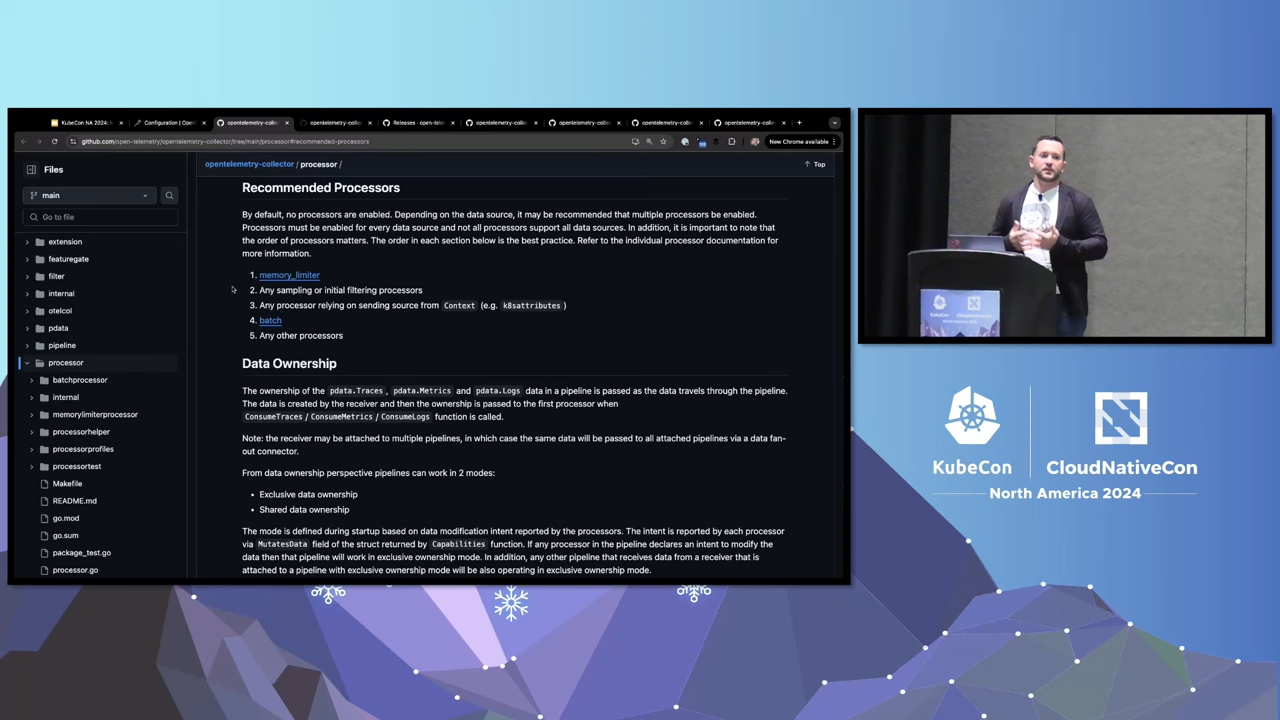 KubeCon NA 2024:
Configuration | Open
opentelemetry-collec
opentelemetry-collec
Releases · open-tele
opentelemetry-collec
opentelemetry-collec
opentelemetry-collec
opentelemetry-collec
github.com/open-telemetry/opentelemetry-collector/tree/main/processor#recommended-processors
New Chrome available
Files
main
Go to file
extension
featuregate
filter
internal
otelcol
pdata
pipeline
processor
batchprocessor
internal
memorylimiterprocessor
processorhelper
processorprofiles
processortest
Makefile
README.md
go.mod
go.sum
package_test.go
processor.go
opentelemetry-collector / processor /
Top
Recommended Processors
By default, no processors are enabled. Depending on the data source, it may be recommended that multiple processors be enabled.
Processors must be enabled for every data source and not all processors support all data sources. In addition, it is important to note that
the order of processors matters. The order in each section below is the best practice. Refer to the individual processor documentation for
more information.
1. memory_limiter
2. Any sampling or initial filtering processors
3. Any processor relying on sending source from Context (e.g. k8sattributes )
4. batch
5. Any other processors
Data Ownership
The ownership of the pdata.Traces , pdata.Metrics and pdata.Logs data in a pipeline is passed as the data travels through the pipeline.
The data is created by the receiver and then the ownership is passed to the first processor when
ConsumeTraces / ConsumeMetrics / ConsumeLogs function is called.
Note: the receiver may be attached to multiple pipelines, in which case the same data will be passed to all attached pipelines via a data fan-
out connector.
From data ownership perspective pipelines can work in 2 modes:
• Exclusive data ownership
• Shared data ownership
The mode is defined during startup based on data modification intent reported by the processors. The intent is reported by each processor
via MutatesData field of the struct returned by Capabilities function. If any processor in the pipeline declares an intent to modify the
data then that pipeline will work in exclusive ownership mode. In addition, any other pipeline that receives data from a receiver that is
attached to a pipeline with exclusive ownership mode will be also operating in exclusive ownership mode.
KubeCon
CloudNativeCon
North America 2024